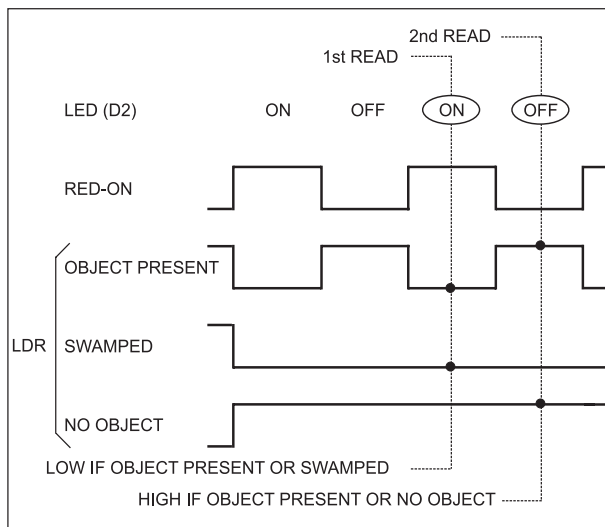 2nd READ
1st READ
LED (D2) ON OFF ON OFF
RED-ON
OBJECT PRESENT
LDR SWAMPED
NO OBJECT
LOW IF OBJECT PRESENT OR SWAMPED
HIGH IF OBJECT PRESENT OR NO OBJECT